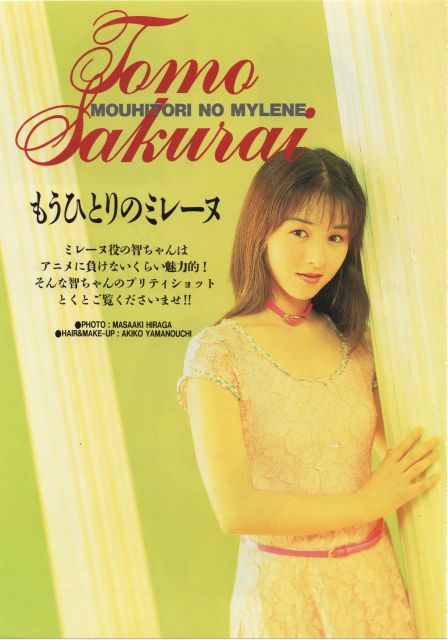 Tomo
MOUHITORI NO MYLENE
Sakurai
もうひとりのミレーヌ
ミレーヌ役の智ちゃんは
アニメに負けないくらい魅力的！
そんな智ちゃんのプリティショット
とくとご覧くださいませ!!
●PHOTO : MASAAKI HIRAGA
●HAIR&MAKE-UP : AKIKO YAMANOUCHI